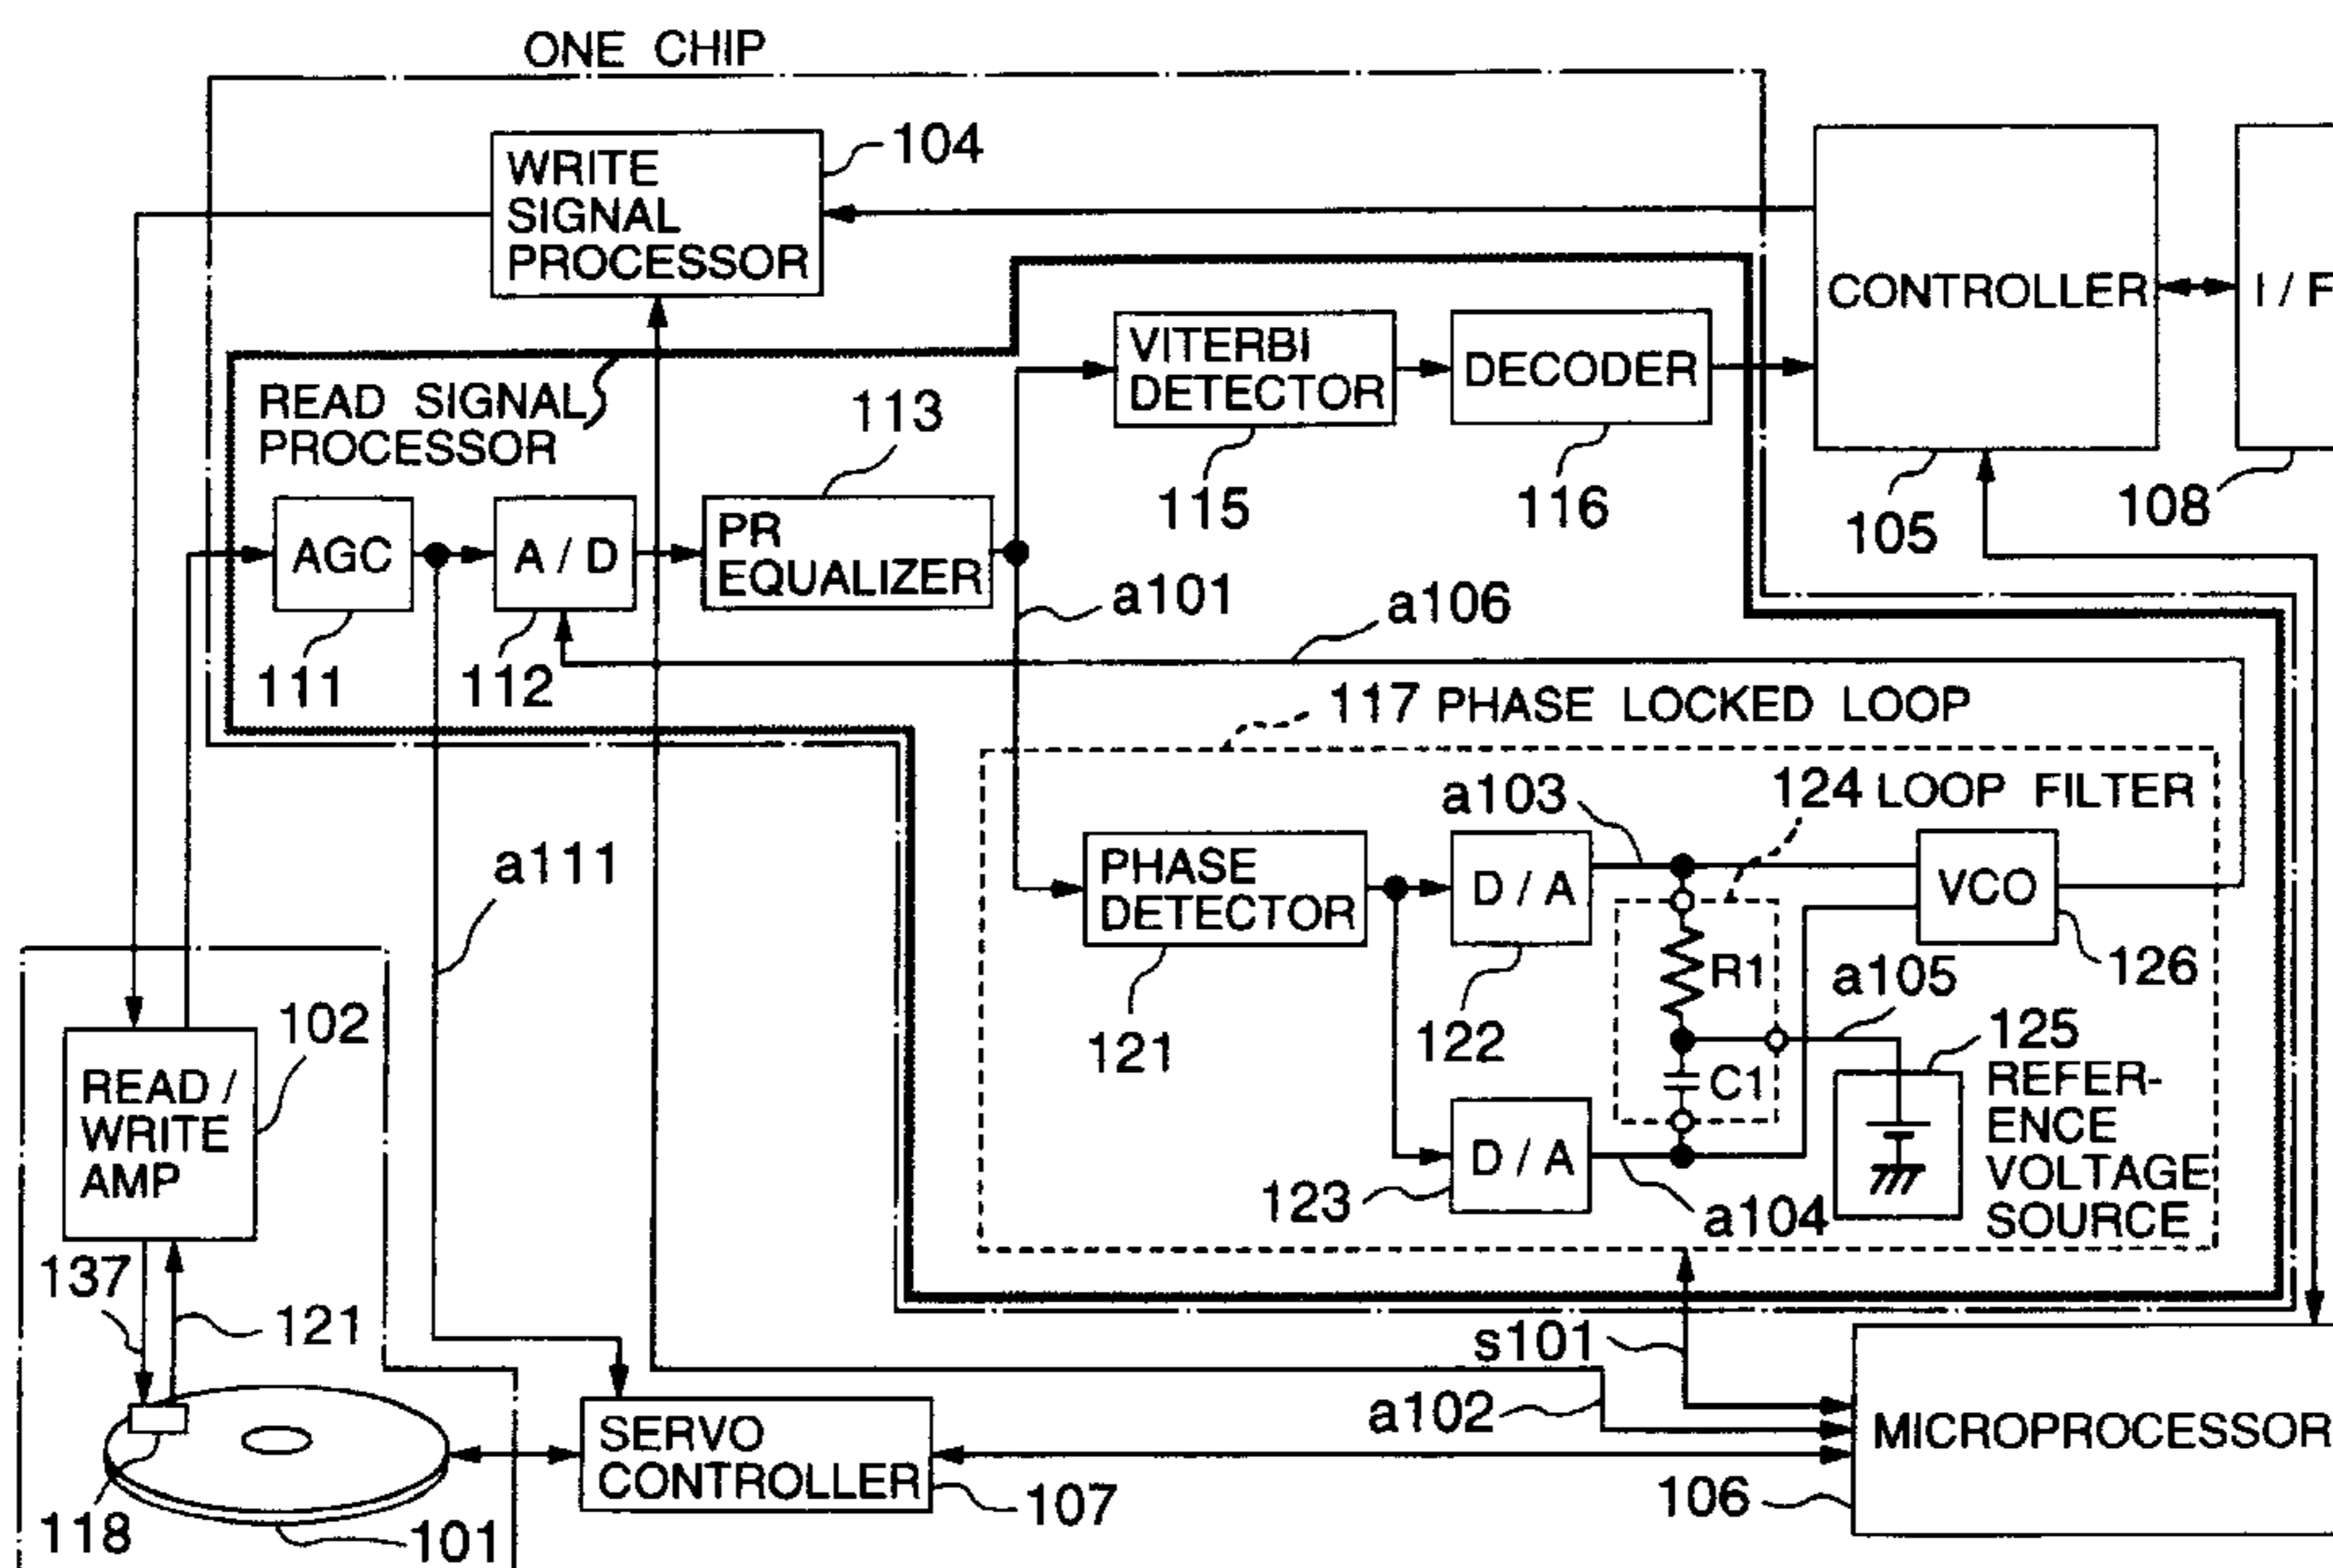 ONE CHIP
WRITE
SIGNAL
PROCESSOR
104
CONTROLLER
I / F
READ SIGNAL
PROCESSOR
113
VITERBI
DETECTOR
DECODER
115
116
105
108
AGC
A / D
PR
EQUALIZER
a101
a106
111
112
117 PHASE LOCKED LOOP
a103
124 LOOP FILTER
a111
PHASE
DETECTOR
D / A
VCO
R1
a105
126
102
121
122
125
REFER-
ENCE
VOLTAGE
SOURCE
C1
READ /
WRITE
AMP
D / A
123
a104
137
121
s101
a102
SERVO
CONTROLLER
MICROPROCESSOR
107
106
118
101